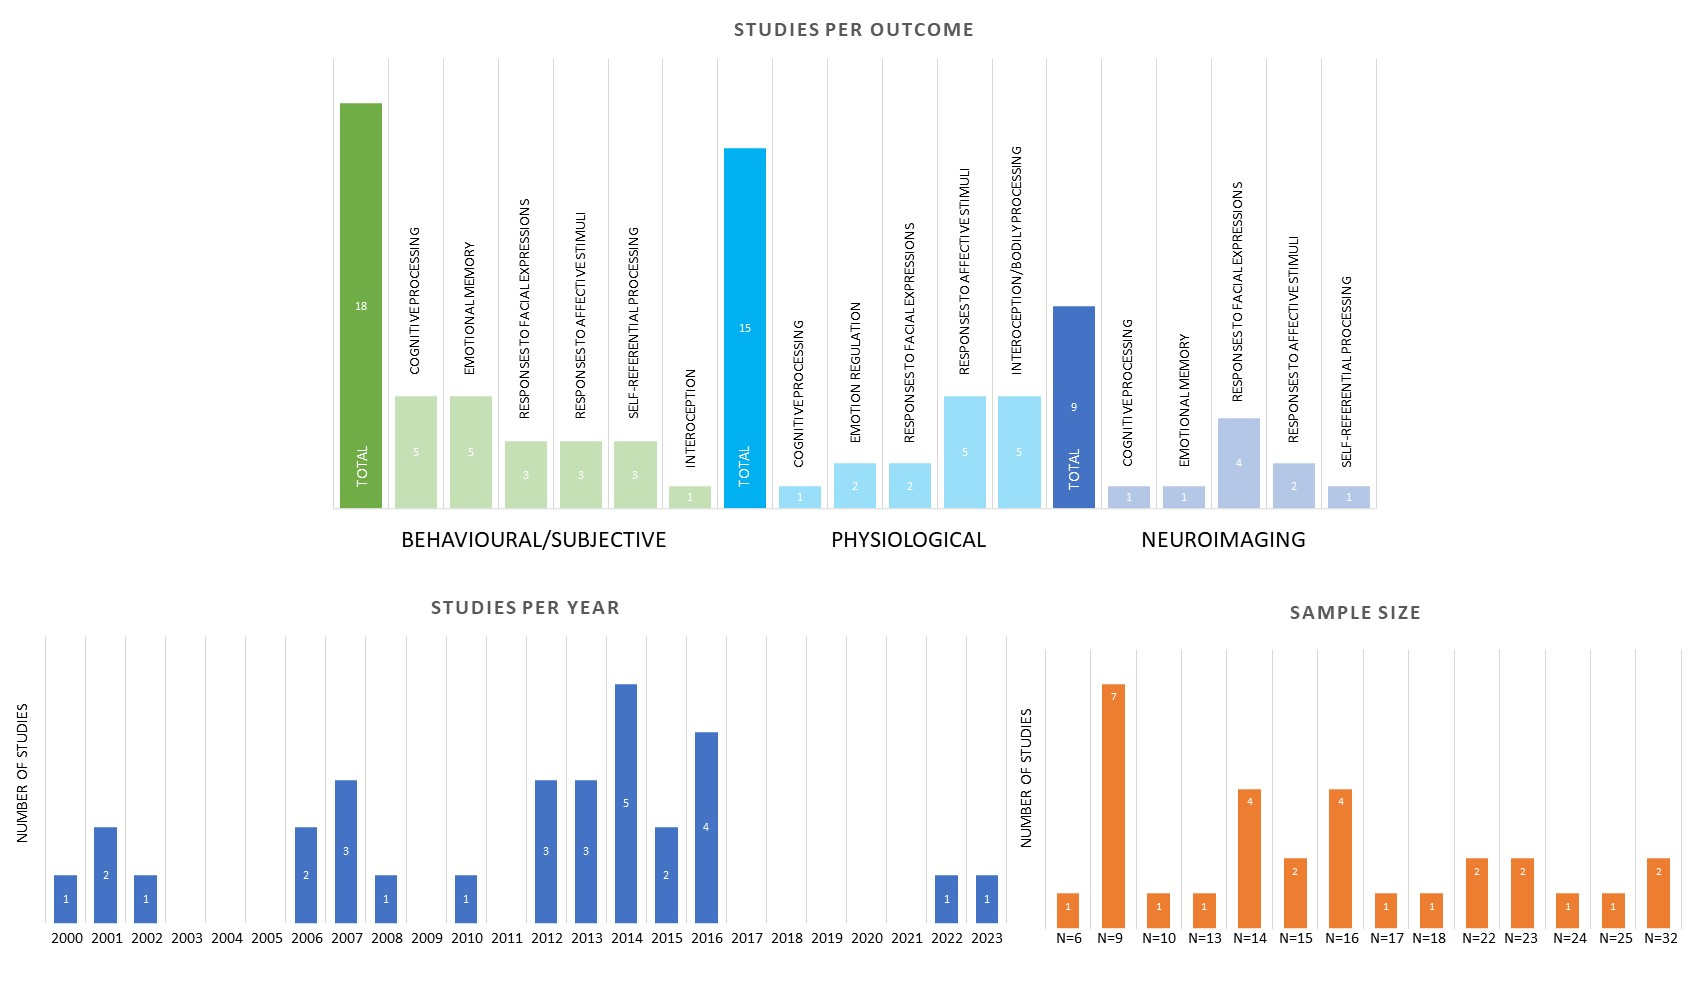 STUDIES PER OUTCOME
TOTAL
18
COGNITIVE PROCESSING
5
EMOTIONAL MEMORY
5
RESPONSES TO FACIAL EXPRESSIONS
3
RESPONSES TO AFFECTIVE STIMULI
3
SELF-REFERENTIAL PROCESSING
3
INTEROCEPTION
1
TOTAL
15
COGNITIVE PROCESSING
1
EMOTION REGULATION
2
RESPONSES TO FACIAL EXPRESSIONS
2
RESPONSES TO AFFECTIVE STIMULI
5
INTEROCEPTION/BODILY PROCESSING
5
TOTAL
9
COGNITIVE PROCESSING
1
EMOTIONAL MEMORY
1
RESPONSES TO FACIAL EXPRESSIONS
4
RESPONSES TO AFFECTIVE STIMULI
2
SELF-REFERENTIAL PROCESSING
1
BEHAVIOURAL/SUBJECTIVE
PHYSIOLOGICAL
NEUROIMAGING
STUDIES PER YEAR
NUMBER OF STUDIES
1 2 1 2 3 1 1 3 3 5 2 4 1 1
2000 2001 2002 2003 2004 2005 2006 2007 2008 2009 2010 2011 2012 2013 2014 2015 2016 2017 2018 2019 2020 2021 2022 2023
SAMPLE SIZE
NUMBER OF STUDIES
1 7 1 1 4 2 4 1 1 2 2 1 1 2
N=6 N=9 N=10 N=13 N=14 N=15 N=16 N=17 N=18 N=22 N=23 N=24 N=25 N=32